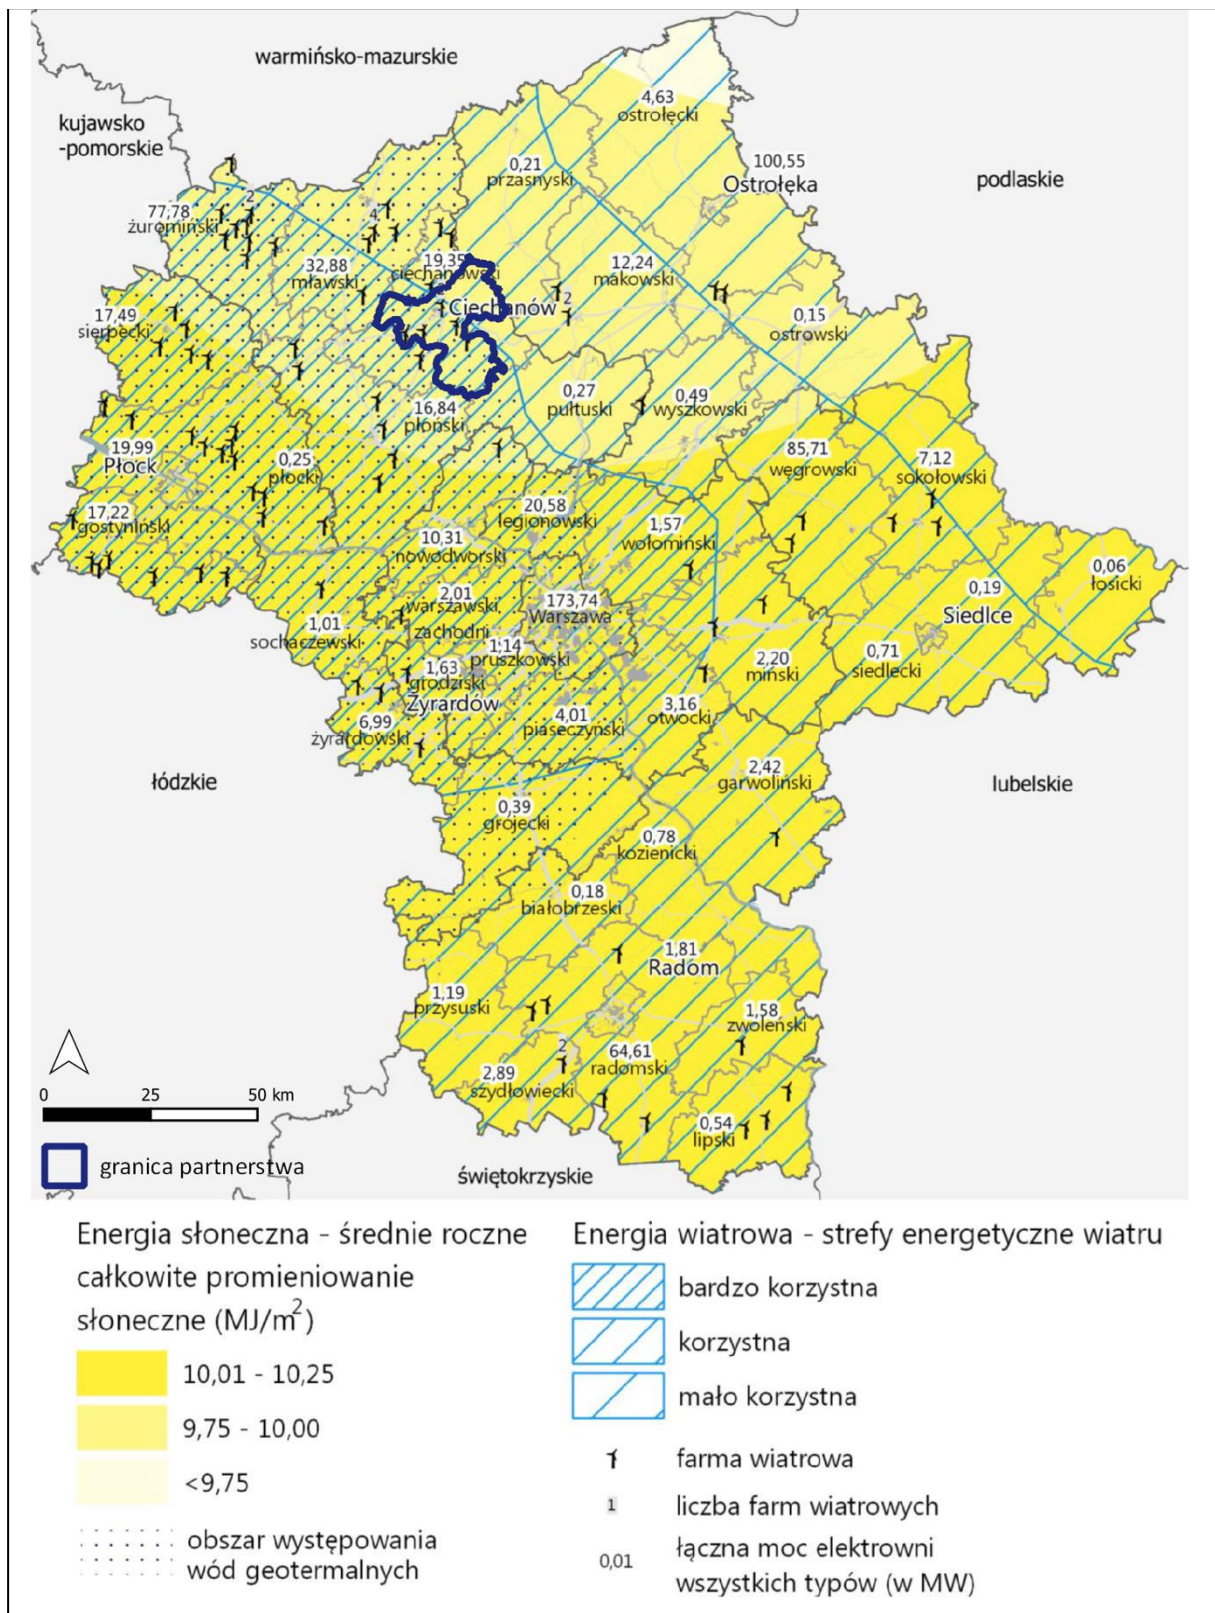 warmińsko-mazurskie
kujawsko
-pomorskie
podlaskie
4,63
ostrołęcki
0,21
przasnyski
100,55
Ostrołęka
77,78
żuromiński
2
4
32,88
mławski
19,35
ciechanowski
2
Ciechanów
12,24
makowski
2
17,49
sierpecki
0,15
ostrowski
0,27
pułtuski
0,49
wyszkowski
16,84
płoński
19,99
Płock
0,25
płocki
85,71
węgrowski
7,12
sokołowski
17,22
gostyniński
20,58
legionowski
1,57
wołomiński
10,31
nowodworski
0,06
łosicki
2,01
warszawski
zachodni
173,74
Warszawa
0,19
Siedlce
1,01
sochaczewski
1,14
pruszkowski
1,63
grodziski
Żyrardów
2,20
miński
0,71
siedlecki
6,99
żyrardowski
4,01
piaseczyński
3,16
otwocki
łódzkie
2,42
garwoliński
lubelskie
0,39
grojecki
0,78
kozienicki
0,18
białobrzeski
1,81
Radom
1,19
przysuski
1,58
zwoleński
2
64,61
radomski
2,89
szydłowiecki
0,54
lipski
0 25 50 km
granica partnerstwa
świętokrzyskie
Energia słoneczna - średnie roczne
całkowite promieniowanie
słoneczne (MJ/m²)
10,01 - 10,25
9,75 - 10,00
<9,75
obszar występowania
wód geotermalnych
Energia wiatrowa - strefy energetyczne wiatru
bardzo korzystna
korzystna
mało korzystna
farma wiatrowa
1 liczba farm wiatrowych
0,01 łączna moc elektrowni
wszystkich typów (w MW)